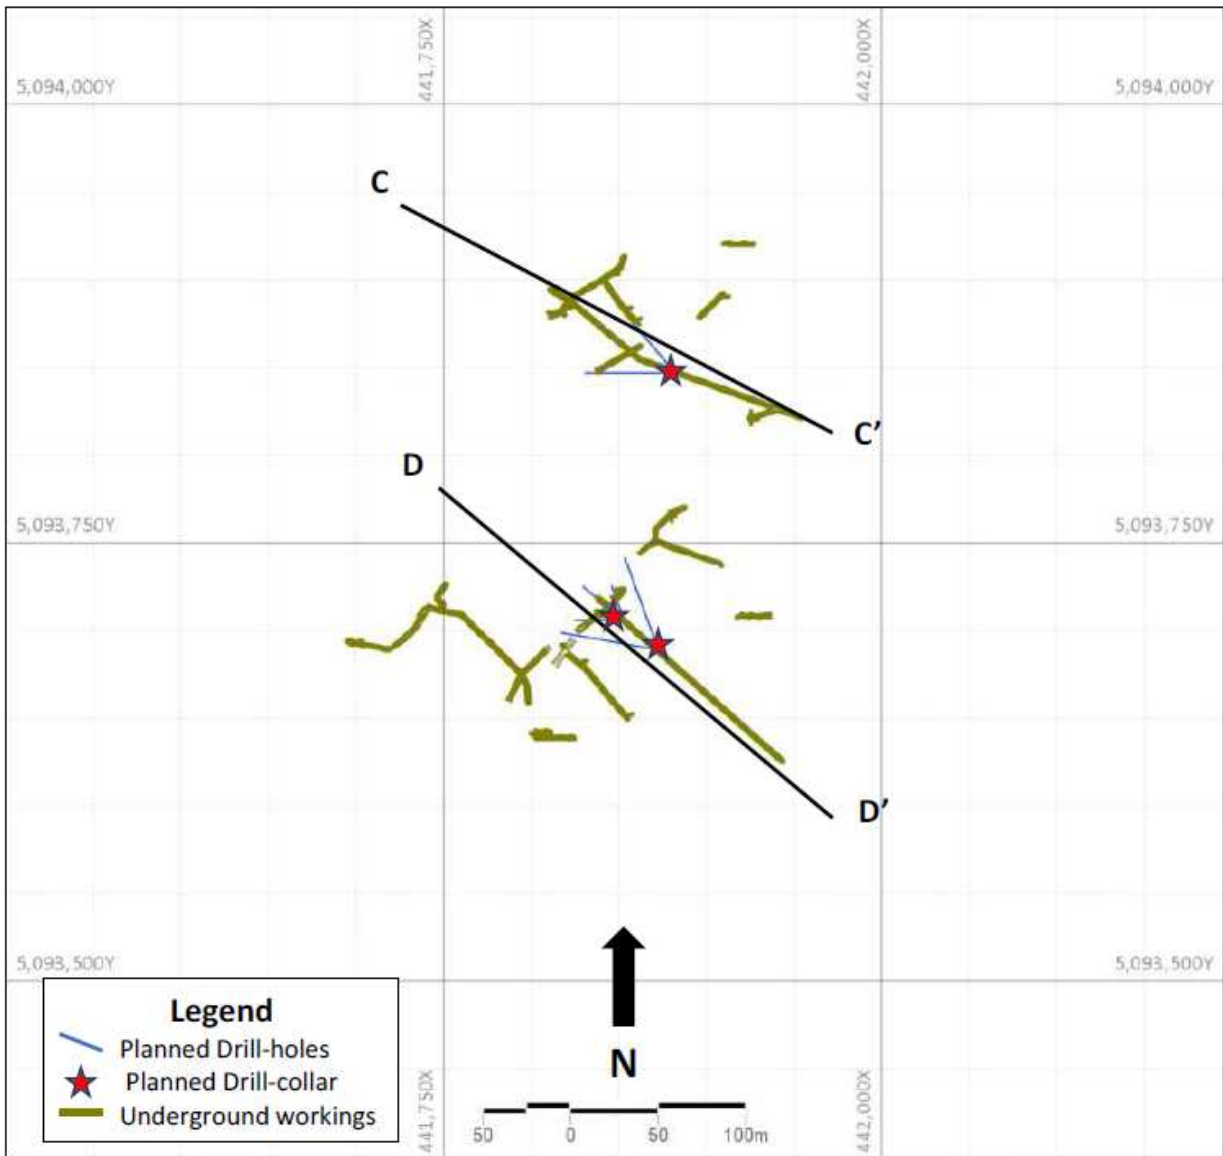 441,750X
442,000X
5,094,000Y
5,094,000Y
C
C’
D
5,093,750Y
5,093,750Y
D’
5,093,500Y
5,093,500Y
Legend
Planned Drill-holes
Planned Drill-collar
Underground workings
N
441,750X
442,000X
50 0 50 100m